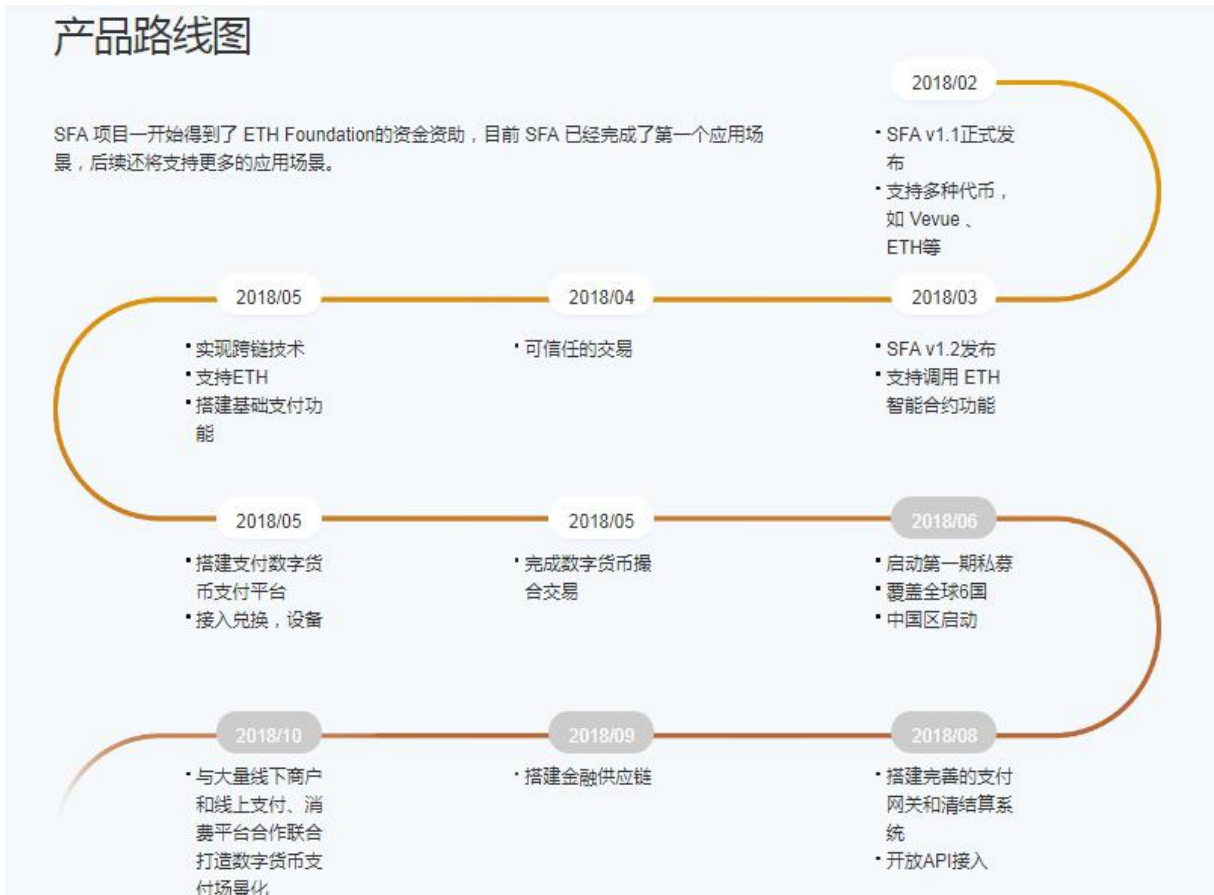 产品路线图
SFA 项目一开始得到了 ETH Foundation的资金资助，目前 SFA 已经完成了第一个应用场
景，后续还将支持更多的应用场景。
2018/02
· SFA v1.1正式发
布
· 支持多种代币，
如 Vevue 、
ETH等
2018/03
· SFA v1.2发布
· 支持调用 ETH
智能合约功能
2018/04
· 可信任的交易
2018/05
· 实现跨链技术
· 支持ETH
· 搭建基础支付功
能
2018/05
· 搭建支付数字货
币支付平台
· 接入兑换，设备
2018/05
· 完成数字货币撮
合交易
2018/06
· 启动第一期私募
· 覆盖全球6国
· 中国区启动
2018/08
· 搭建完善的支付
网关和清结算系
统
· 开放API接入
2018/09
· 搭建金融供应链
2018/10
· 与大量线下商户
和线上支付、消
费平台合作联合
打造数字货币支
付场景化